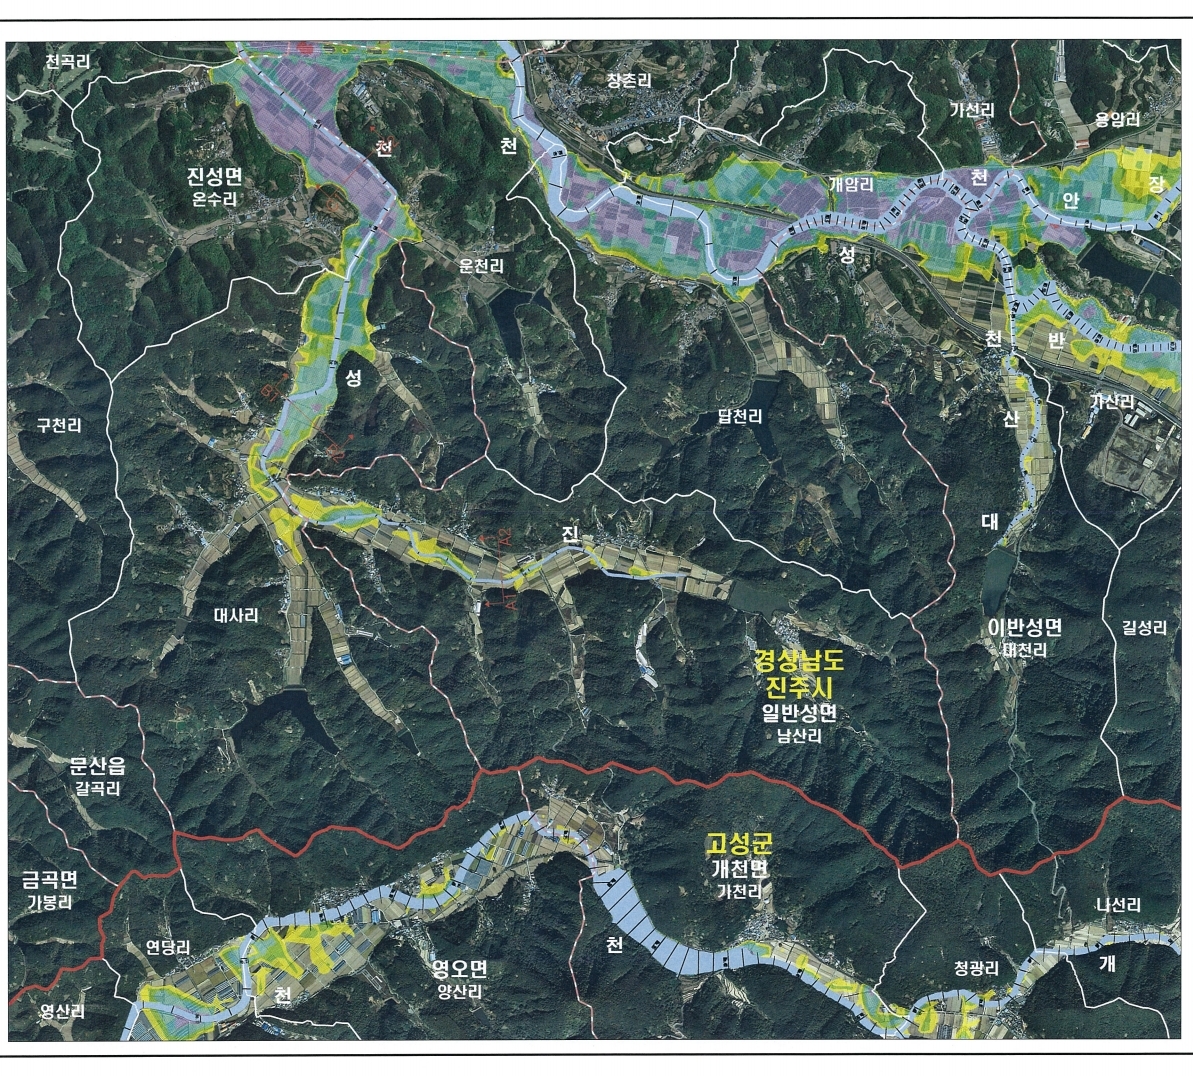 천곡리
창촌리
가선리
용암리
천
천
진성면
온수리
개암리
천
안
장
성
운천리
천
반
성
가산리
구천리
답천리
산
대
진
A2
A1
대사리
이반성면
대천리
길성리
경상남도
진주시
일반성면
남산리
문산읍
갈곡리
고성군
개천면
가천리
금곡면
가봉리
나선리
연당리
천
영오면
양산리
청광리
개
천
영산리